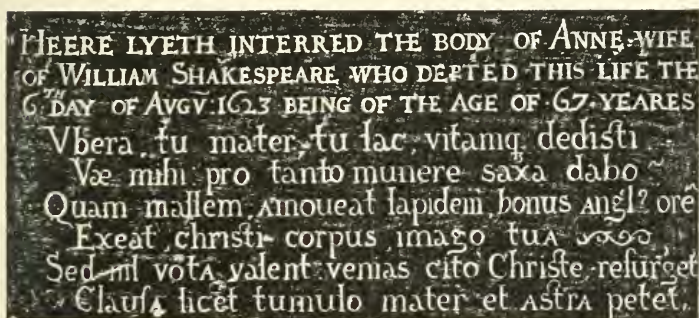 HEERE LYETH INTERRED THE BODY OF ANNE WIFE
OF WILLIAM SHAKESPEARE WHO DEPTED THIS LIFE THE
6TH DAY OF AVGV: 1623 BEING OF THE AGE OF ·67· YEARES
Vbera, tu mater, tu lac, vitamq dedisti
Væ mihi pro tanto munere saxa dabo
Quam mallem, Amoueat lapidem, bonus Angl? ore
Exeat, christi corpus, imago tua
Sed nil vota valent venias cito Christe resurget
Clausa licet tumulo mater et Astra petet.